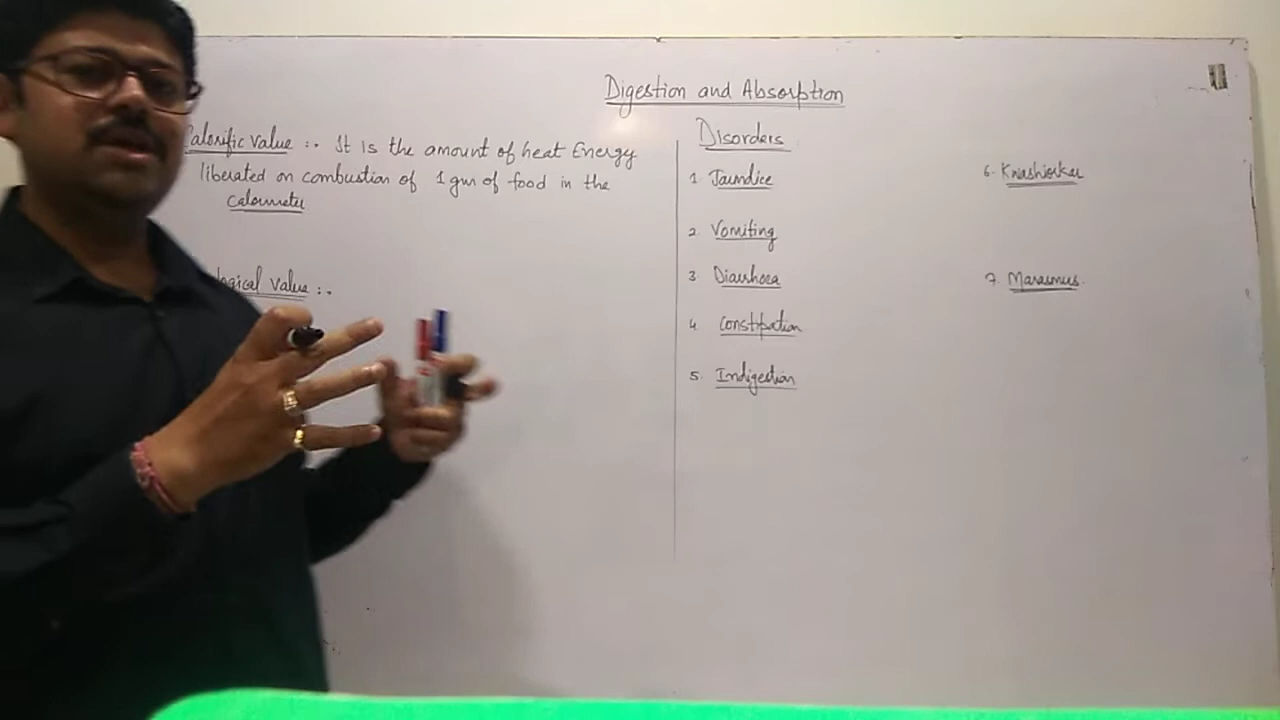 Digestion and Absorption
Calorific Value :• It Is the amount of heat Energy
liberated on combustion of 1 gm of food in the
Calorimeter
logical Value :•
Disorders
1 Jaundice
2 Vomiting
3 Diarrhoea
4 Constipation
5. Indigestion
6. Kwashiorkar
7 Marasmus.